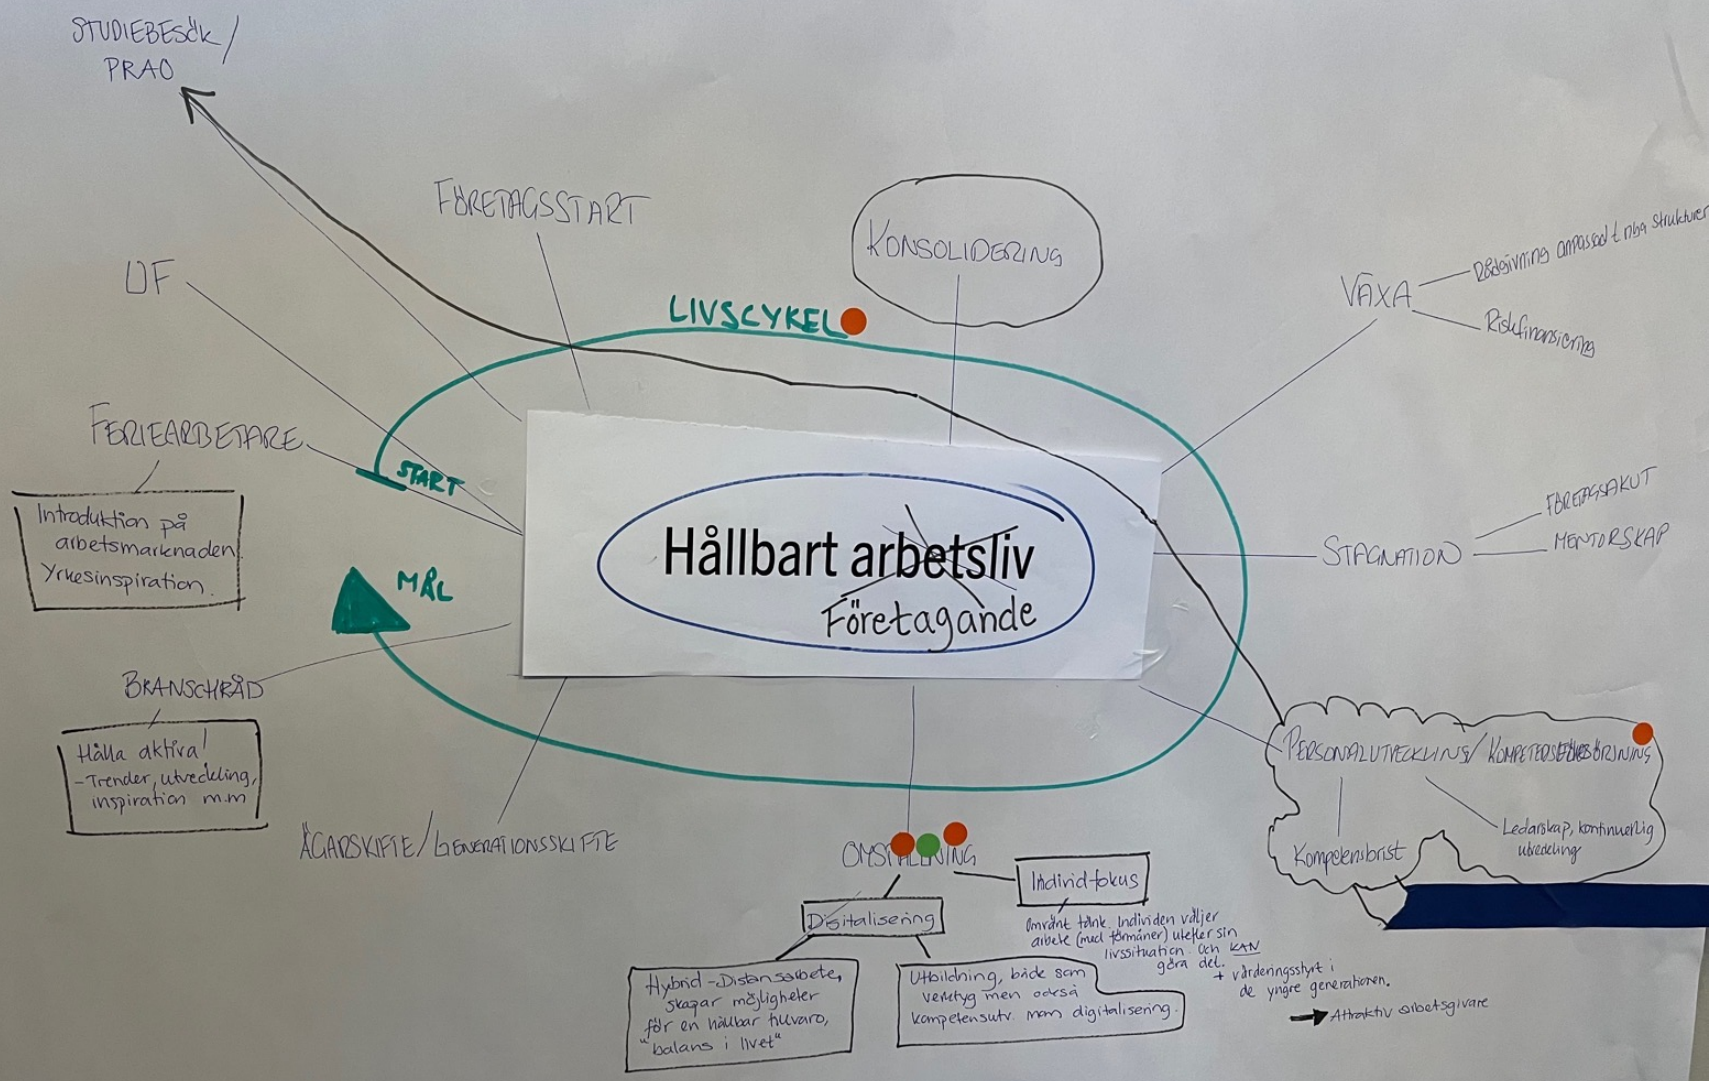 STUDIEBESÖK/
PRAO
FÖRETAGSSTART
KONSOLIDERING
UF
LIVSCYKEL
VÄXA
Rådgivning anpassad t nya strukturer
Riskfinansiering
FERIEARBETARE
START
Introduktion på
arbetsmarknaden
Yrkesinspiration.
Hållbart arbetsliv
Företagande
STAGNATION
FÖRETAGSAKUT
MENTORSKAP
MÅL
BRANSCHRÅD
Hålla aktiva!
-Trender, utveckling,
inspiration m.m
ÄGARSKIFTE/GENERATIONSSKIFTE
PERSONALUTVECKLING/KOMPETENSFÖRSÖRJNING
Kompetensbrist
Ledarskap, kontinuerlig
utveckling
OMSTÄLLNING
Individfokus
Omvänt tänk. Individen väljer
arbete (med förmåner) utefter sin
livssituation. Och KAN
göra det.
+ värderingsstyrt i
de yngre generationen.
Attraktiv arbetsgivare
Digitalisering
Hybrid-Distansarbete,
skapar möjligheter
för en hållbar tillvaro,
"balans i livet"
Utbildning, både som
verktyg men också
kompetensutv. inom digitalisering.